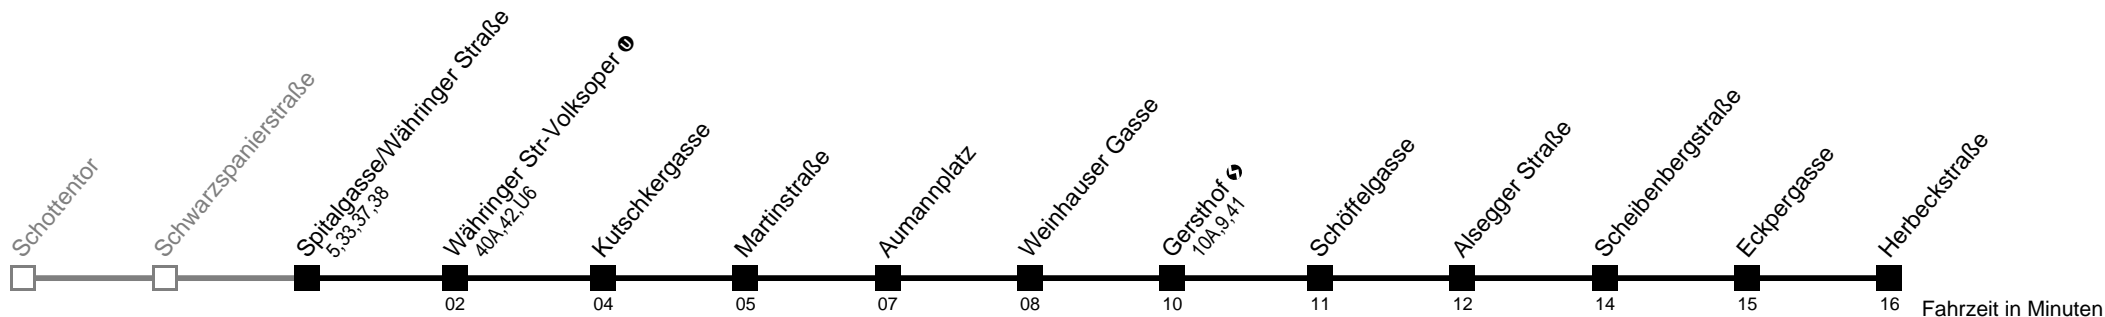 Schottentor
Schwarzspanierstraße
Spitalgasse/Währinger Straße
5,33,37,38
Währinger Str-Volksoper U
40A,42,U6
Kutschkergasse
Martinstraße
Aumannplatz
Weinhauser Gasse
Gersthof
10A,9,41
Schöffelgasse
Alsegger Straße
Scheibenbergstraße
Eckpergasse
Herbeckstraße
02 04 05 07 08 10 11 12 14 15 16 Fahrzeit in Minuten